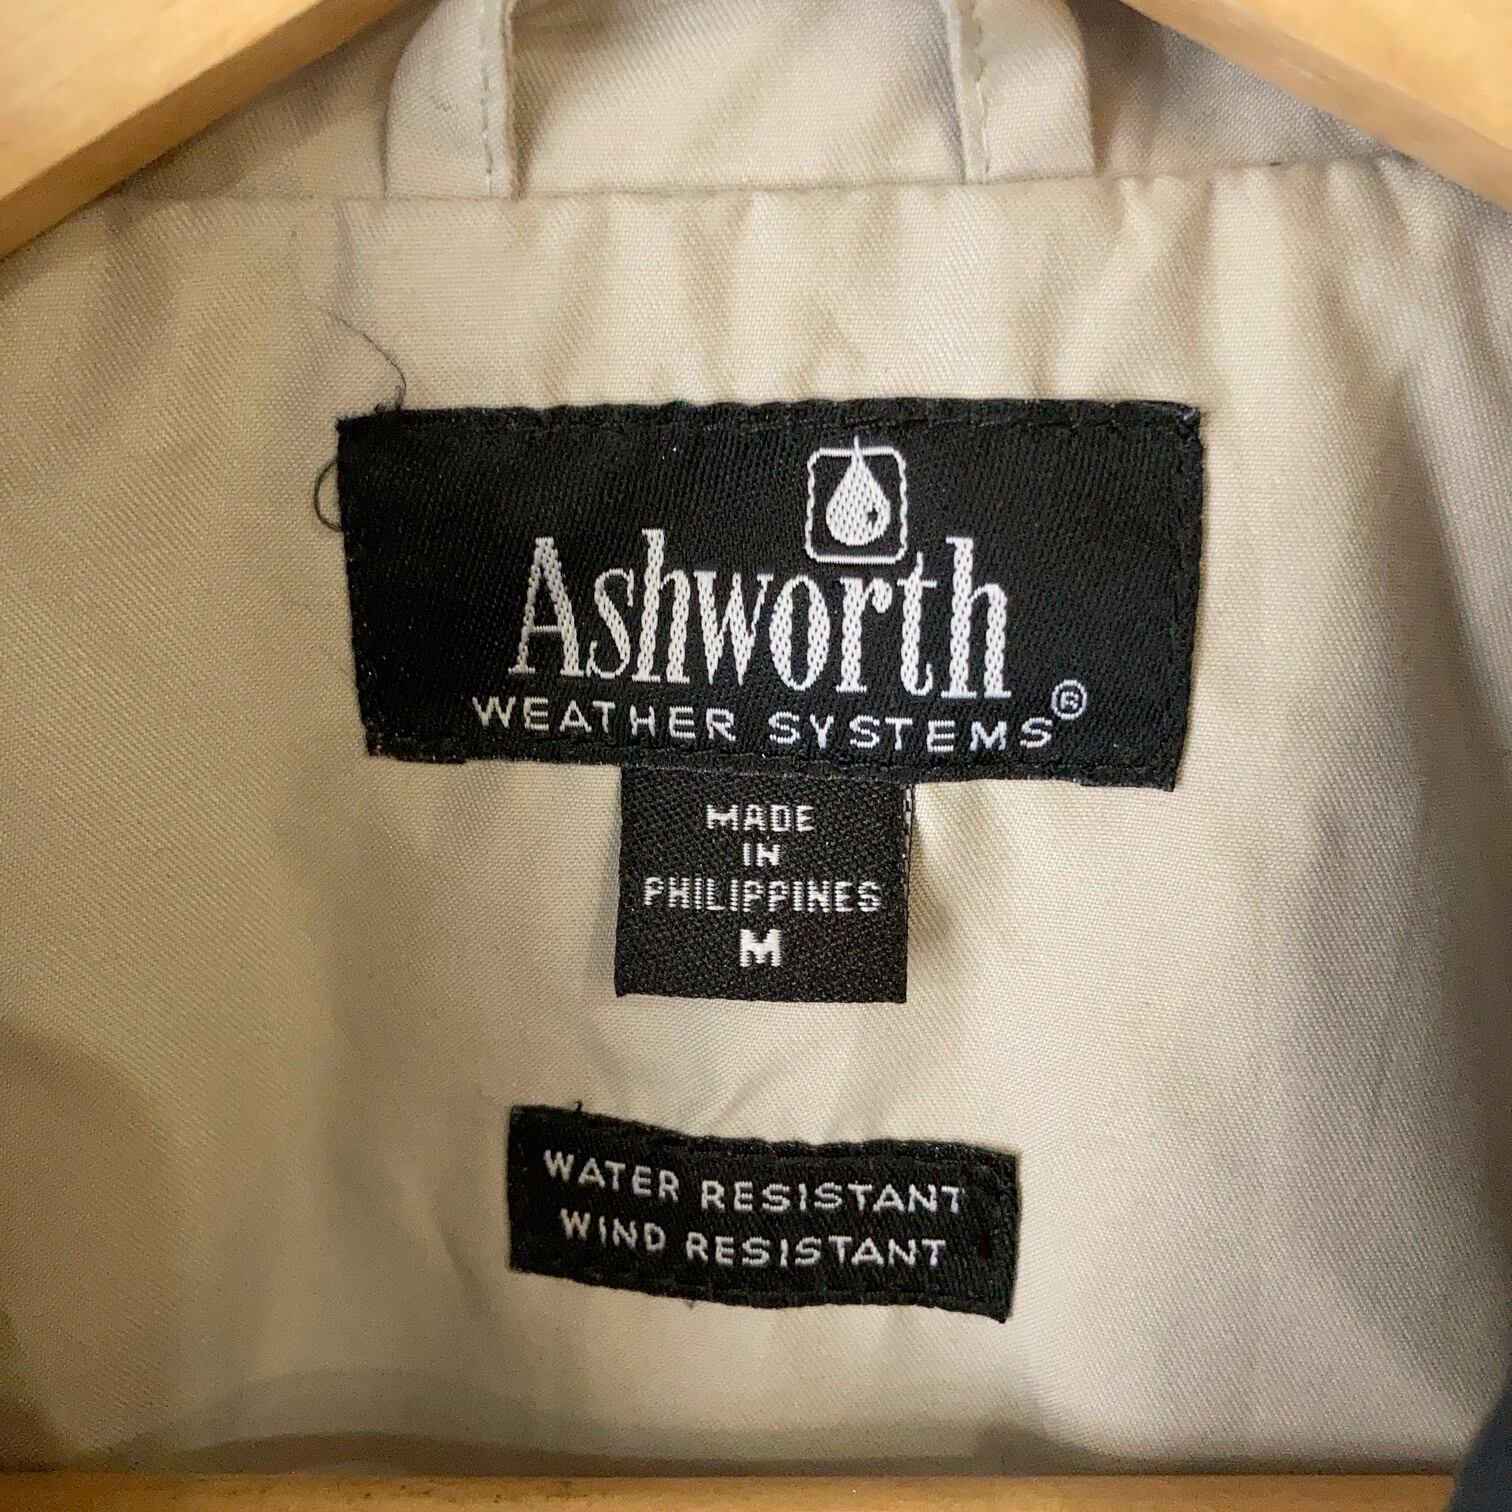 Ashworth
WEATHER SYSTEMS®
MADE
IN
PHILIPPINES
M
WATER RESISTANT
WIND RESISTANT